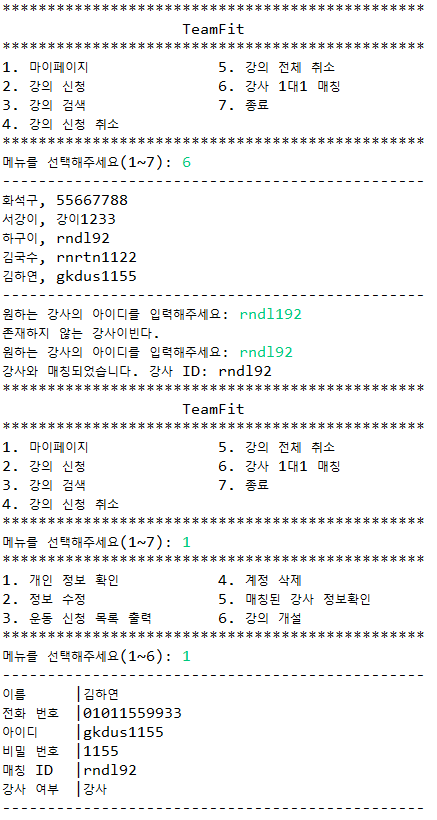 ***********************************************
TeamFit
***********************************************
1. 마이페이지 5. 강의 전체 취소
2. 강의 신청 6. 강사 1대1 매칭
3. 강의 검색 7. 종료
4. 강의 신청 취소
***********************************************
메뉴를 선택해주세요(1~7): 6
-----------------------------------------------
화석구, 55667788
서강이, 강이1233
하구이, rndl92
김국수, rnrtn1122
김하연, gkdus1155
-----------------------------------------------
원하는 강사의 아이디를 입력해주세요: rndl192
존재하지 않는 강사이빈다.
원하는 강사의 아이디를 입력해주세요: rndl92
강사와 매칭되었습니다. 강사 ID: rndl92
***********************************************
TeamFit
***********************************************
1. 마이페이지 5. 강의 전체 취소
2. 강의 신청 6. 강사 1대1 매칭
3. 강의 검색 7. 종료
4. 강의 신청 취소
***********************************************
메뉴를 선택해주세요(1~7): 1
***********************************************
1. 개인 정보 확인 4. 계정 삭제
2. 정보 수정 5. 매칭된 강사 정보확인
3. 운동 신청 목록 출력 6. 강의 개설
***********************************************
메뉴를 선택해주세요(1~6): 1
-----------------------------------------------
이름 |김하연
전화 번호 |01011559933
아이디 |gkdus1155
비밀 번호 |1155
매칭 ID |rndl92
강사 여부 |강사
-----------------------------------------------